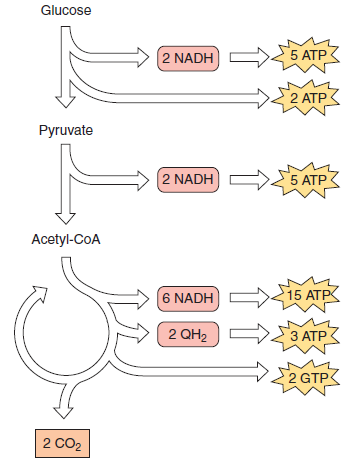 Glucose
2 NADH
5 ATP
2 ATP
Pyruvate
2 NADH
5 ATP
Acetyl-CoA
6 NADH
15 ATP
2 QH₂
3 ATP
2 GTP
2 CO₂